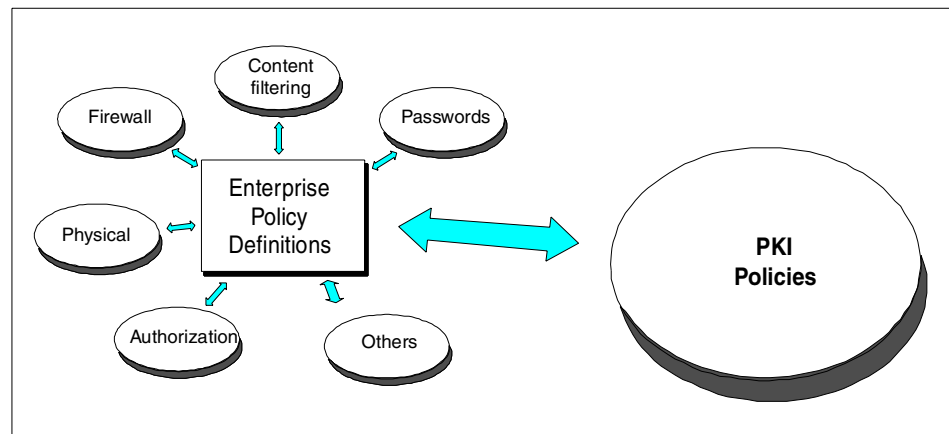 Content
filtering
Firewall
Passwords
Enterprise
Policy
Definitions
Physical
PKI
Policies
Authorization
Others